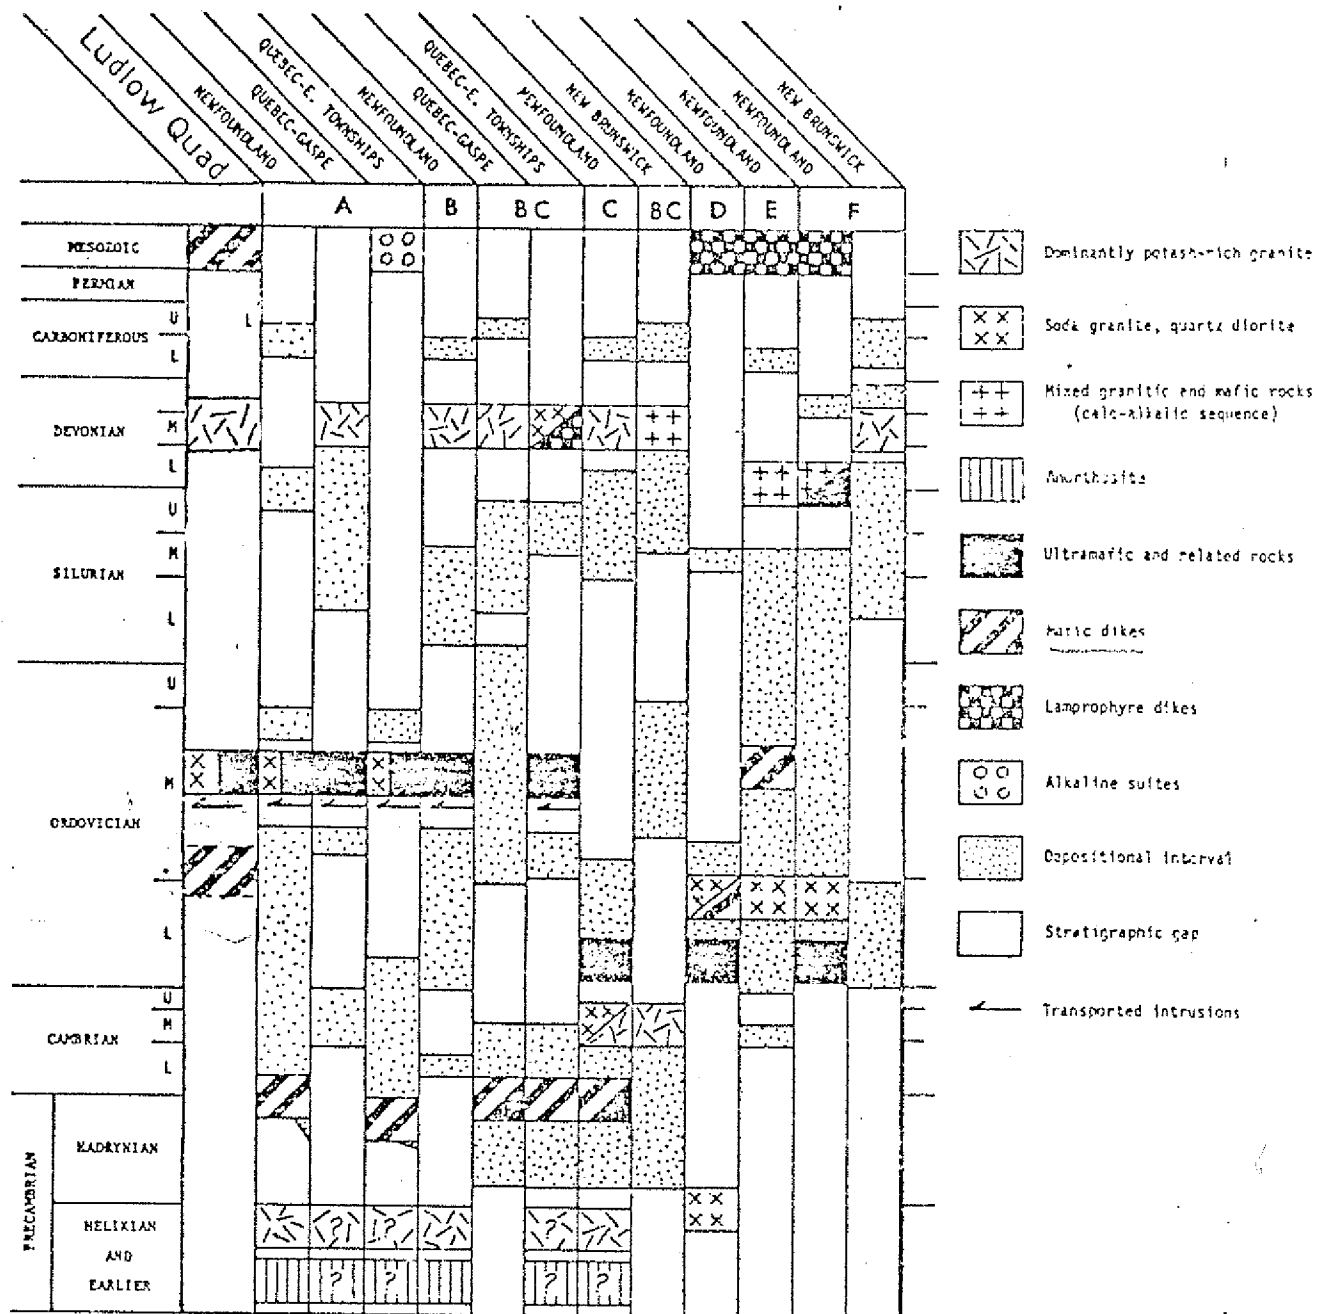 Ludlow Quad
NEWFOUNDLAND
QUEBEC-GASPE
QUEBEC-E. TOWNSHIPS
NEWFOUNDLAND
QUEBEC-GASPE
QUEBEC-E. TOWNSHIPS
NEWFOUNDLAND
NEW BRUNSWICK
NEWFOUNDLAND
NEWFOUNDLAND
NEWFOUNDLAND
NEW BRUNSWICK
A B BC C BC D E F
MESOZOIC
PERMIAN
CARBONIFEROUS
U
L
L
DEVONIAN
M
L
SILURIAN
U
M
L
ORDOVICIAN
U
M
L
CAMBRIAN
U
M
L
PRECAMBRIAN
HADRYNIAN
HELIKIAN
AND
EARLIER
? ? ?
? ? ? ?
Dominantly potash-rich granite
Soda granite, quartz diorite
Mixed granitic and mafic rocks
(calc-alkalic sequence)
Anorthosite
Ultramafic and related rocks
Mafic dikes
Lamprophyre dikes
Alkaline suites
Depositional interval
Stratigraphic gap
Transported intrusions